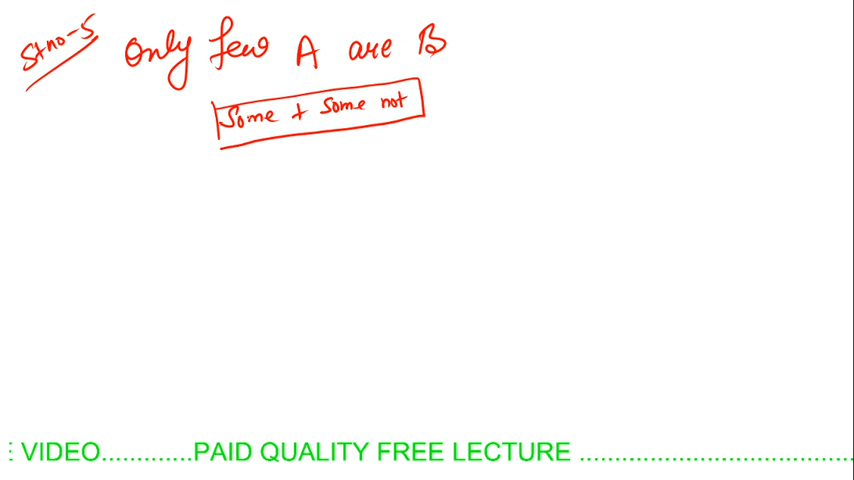 Stno-5
Only few A are B
Some + Some not
: VIDEO.............PAID QUALITY FREE LECTURE .......................................